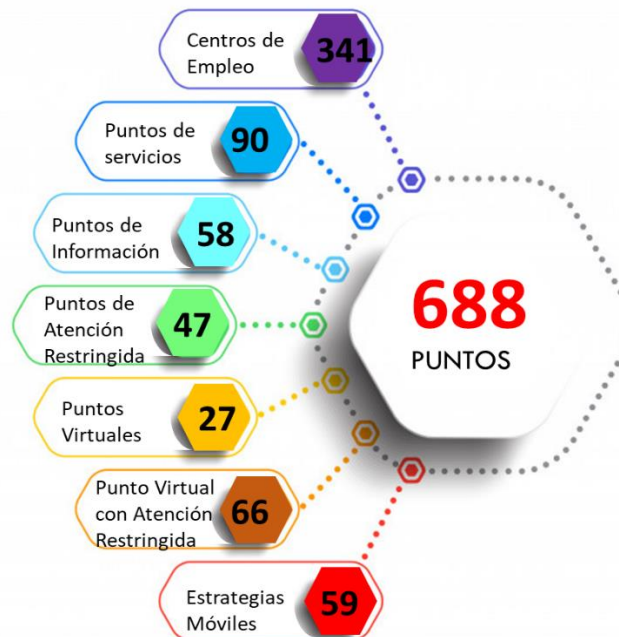 Centros de
Empleo
341
Puntos de
servicios
90
Puntos de
Información
58
Puntos de
Atención
Restringida
47
Puntos
Virtuales
27
Punto Virtual
con Atención
Restringida
66
Estrategias
Móviles
59
688
PUNTOS